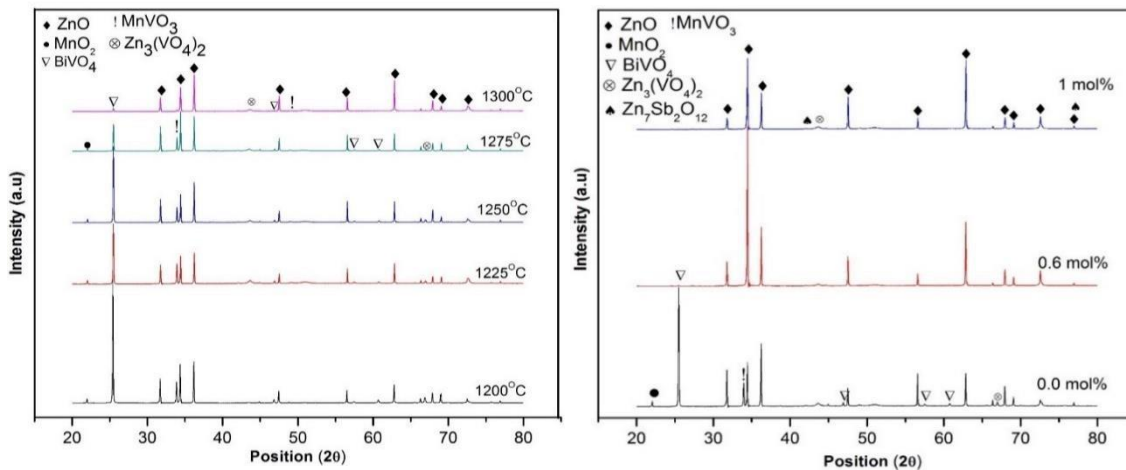 ◆ ZnO ! MnVO3
● MnO2 ⊗ Zn3(VO4)2
▽ BiVO4
1300°C
1275°C
1250°C
1225°C
1200°C
Intensity (a.u)
20 30 40 50 60 70 80
Position (2θ)
◆ ZnO !MnVO3
● MnO2
▽ BiVO4
⊗ Zn3(VO4)2
♠ Zn7Sb2O12
1 mol%
0.6 mol%
0.0 mol%
Intensity (a.u)
20 30 40 50 60 70 80
Position (2θ)